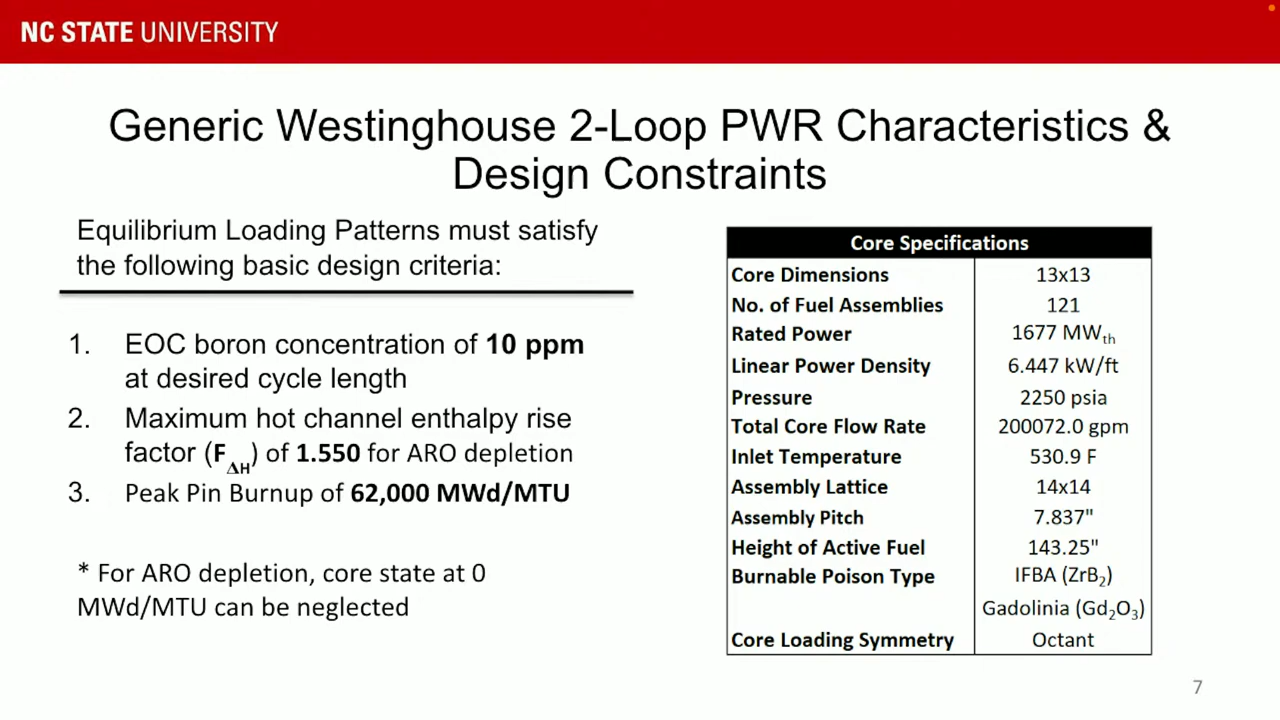 NC STATE UNIVERSITY
Generic Westinghouse 2-Loop PWR Characteristics &
Design Constraints
Equilibrium Loading Patterns must satisfy
the following basic design criteria:
1. EOC boron concentration of 10 ppm
at desired cycle length
2. Maximum hot channel enthalpy rise
factor (F_ΔH) of 1.550 for ARO depletion
3. Peak Pin Burnup of 62,000 MWd/MTU
* For ARO depletion, core state at 0
MWd/MTU can be neglected
Core Specifications
Core Dimensions 13x13
No. of Fuel Assemblies 121
Rated Power 1677 MWth
Linear Power Density 6.447 kW/ft
Pressure 2250 psia
Total Core Flow Rate 200072.0 gpm
Inlet Temperature 530.9 F
Assembly Lattice 14x14
Assembly Pitch 7.837"
Height of Active Fuel 143.25"
Burnable Poison Type IFBA (ZrB₂)
Gadolinia (Gd₂O₃)
Core Loading Symmetry Octant
7